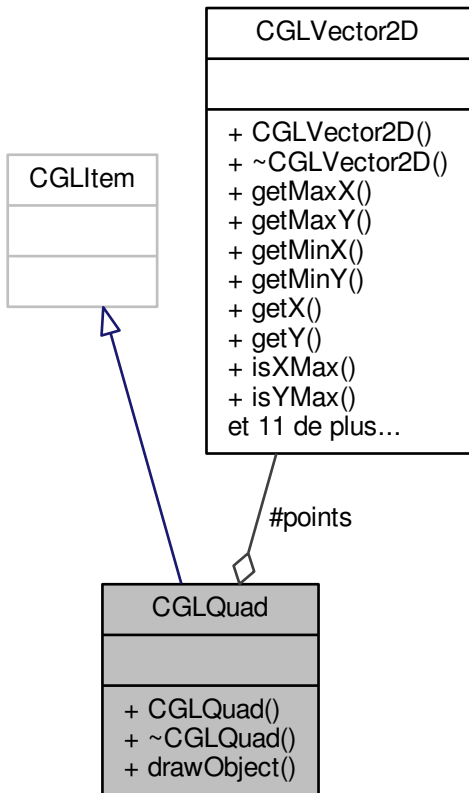 CGLVector2D
+ CGLVector2D()
+ ~CGLVector2D()
+ getMaxX()
+ getMaxY()
+ getMinX()
+ getMinY()
+ getX()
+ getY()
+ isXMax()
+ isYMax()
et 11 de plus...
CGLItem
#points
CGLQuad
+ CGLQuad()
+ ~CGLQuad()
+ drawObject()